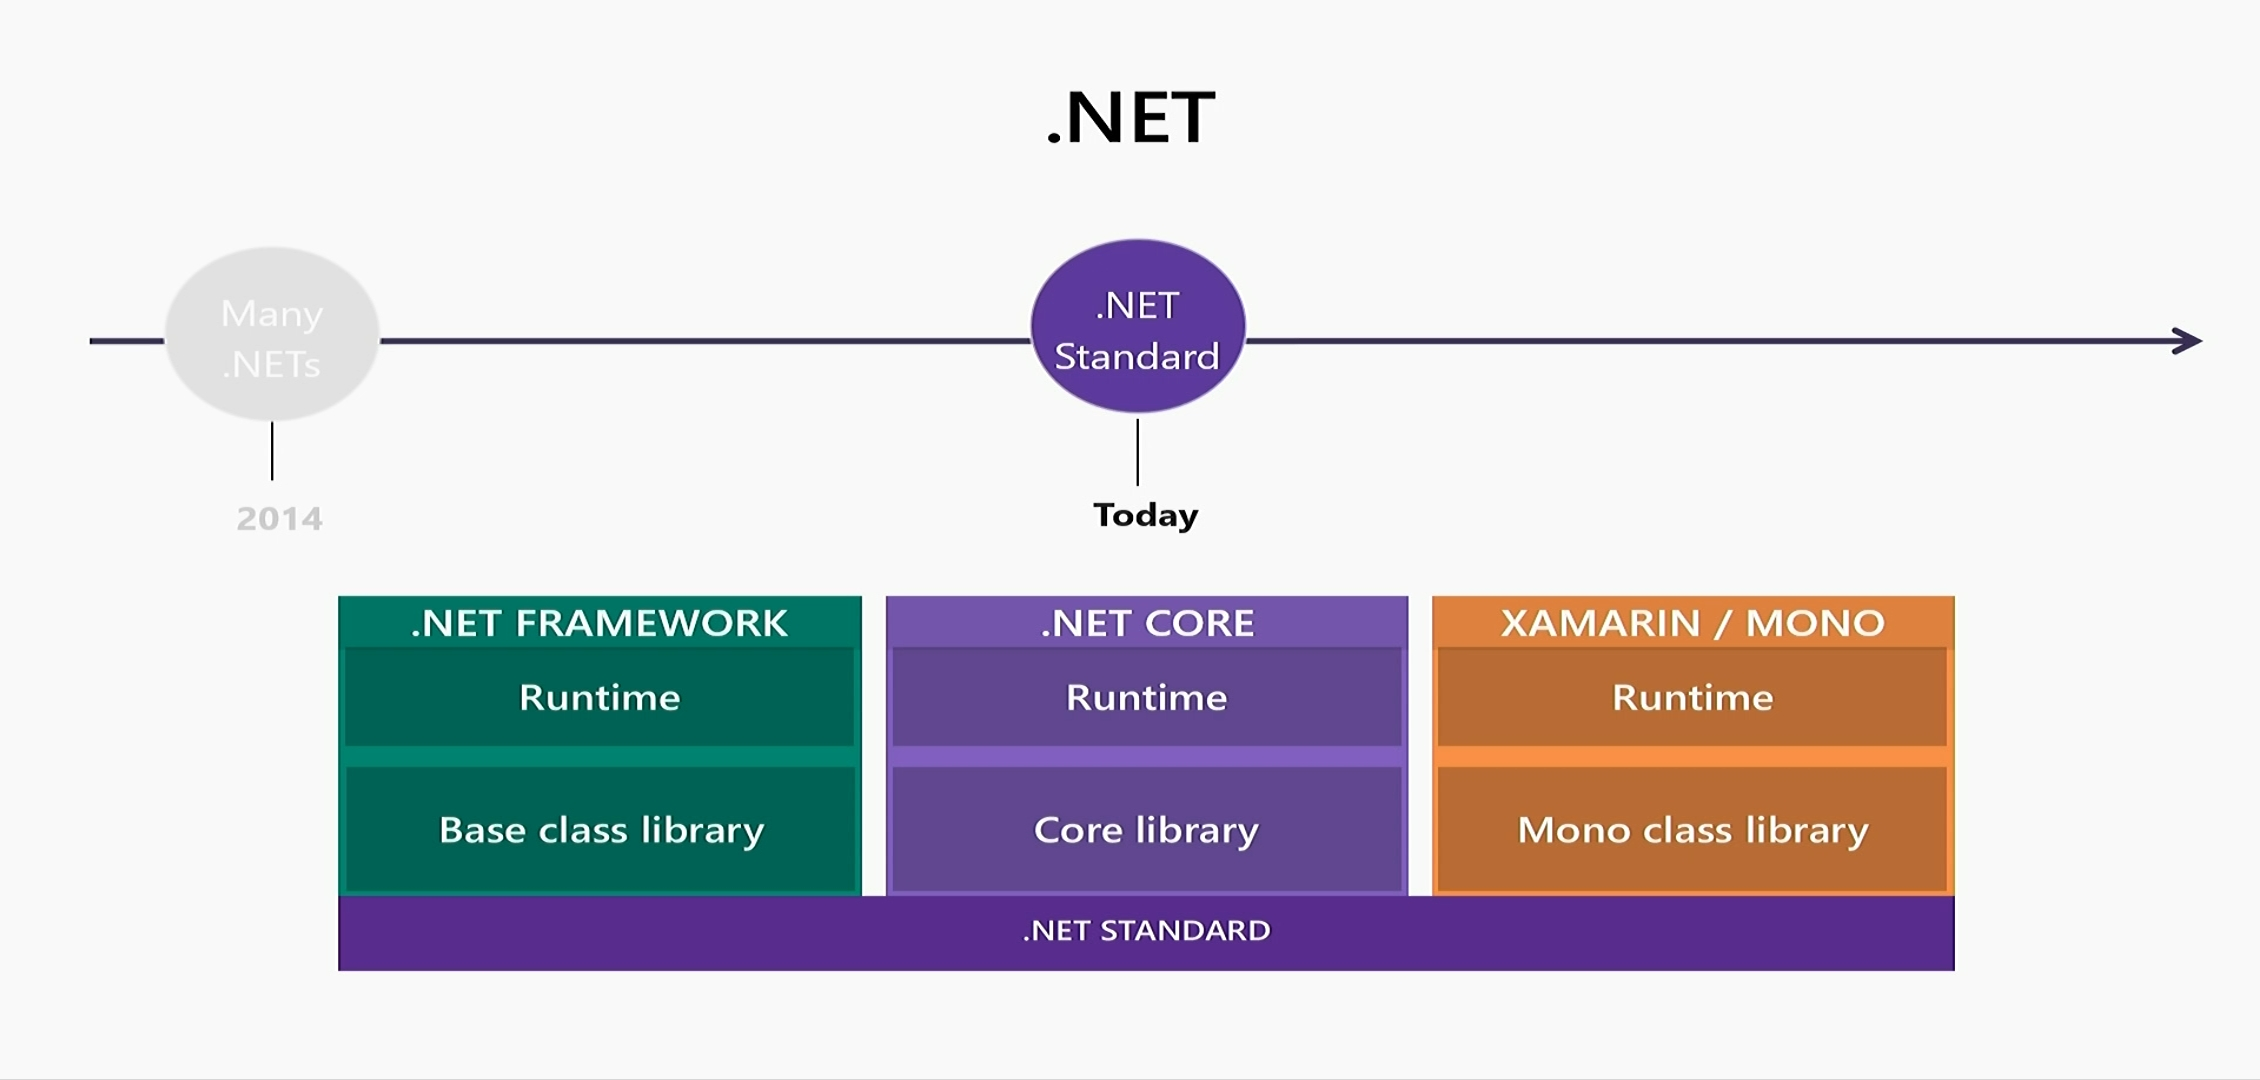 .NET
Many
.NETs
.NET
Standard
2014
Today
.NET FRAMEWORK
Runtime
Base class library
.NET CORE
Runtime
Core library
XAMARIN / MONO
Runtime
Mono class library
.NET STANDARD